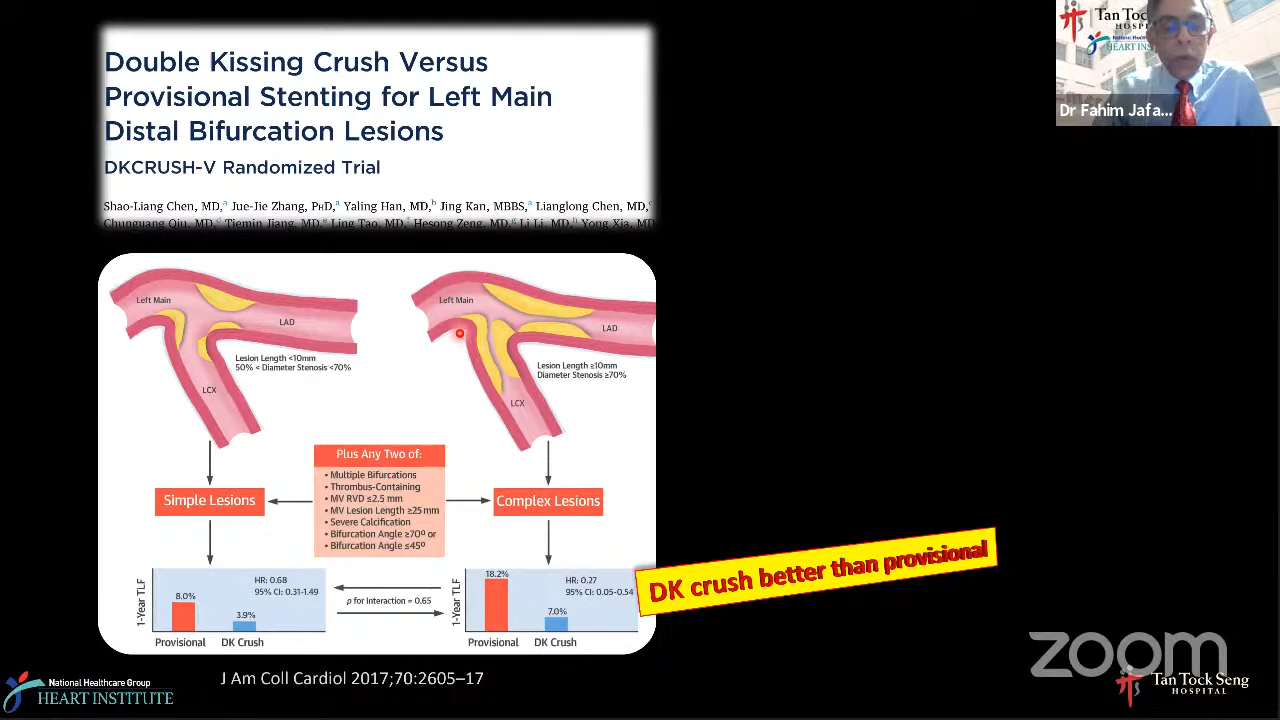 Double Kissing Crush Versus
Provisional Stenting for Left Main
Distal Bifurcation Lesions
DKCRUSH-V Randomized Trial
Shao-Liang Chen, MD,a Jue-Jie Zhang, PhD,a Yaling Han, MD,b Jing Kan, MBBS,a Lianglong Chen, MD,c
Chunguang Qiu, MD,d Tiemin Jiang, MD,e Ling Tao, MD,f Hesong Zeng, MD,g Li Li, MD,h Yong Xia, MD
Tan Tock
HOSP
National Healthc
HEART INSTI
Dr Fahim Jafa...
Left Main
LAD
Lesion Length <10mm
50% < Diameter Stenosis <70%
LCX
Left Main
LAD
Lesion Length ≥10mm
Diameter Stenosis ≥70%
LCX
Plus Any Two of:
• Multiple Bifurcations
• Thrombus-Containing
• MV RVD ≤2.5 mm
• MV Lesion Length ≥25 mm
• Severe Calcification
• Bifurcation Angle ≥70º or
• Bifurcation Angle ≤45º
Simple Lesions
Complex Lesions
1-Year TLF
8.0%
3.9%
HR: 0.68
95% CI: 0.31-1.49
Provisional
DK Crush
p for Interaction = 0.65
1-Year TLF
18.2%
7.0%
HR: 0.27
95% CI: 0.05-0.54
Provisional
DK Crush
DK crush better than provisional
National Healthcare Group
HEART INSTITUTE
J Am Coll Cardiol 2017;70:2605–17
zoom
Tan Tock Seng
HOSPITAL